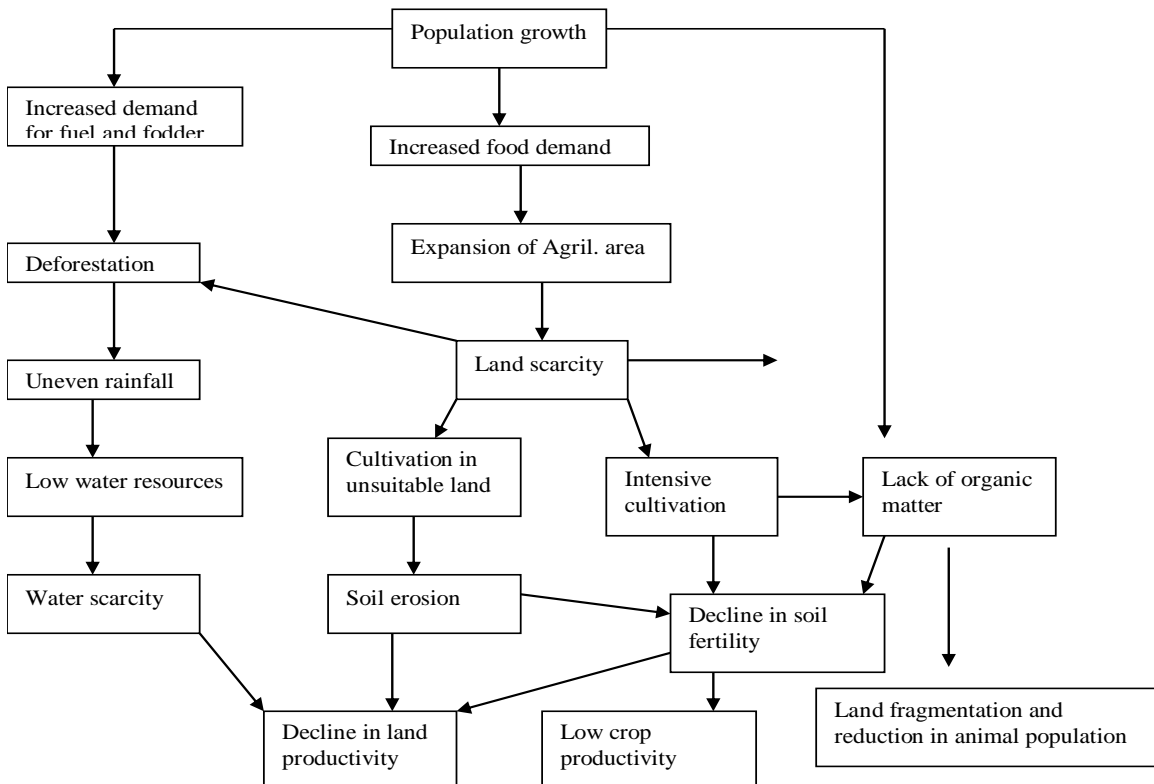 Population growth
Increased demand
for fuel and fodder
Increased food demand
Expansion of Agril. area
Deforestation
Land scarcity
Uneven rainfall
Cultivation in
unsuitable land
Low water resources
Intensive
cultivation
Lack of organic
matter
Water scarcity
Soil erosion
Decline in soil
fertility
Decline in land
productivity
Low crop
productivity
Land fragmentation and
reduction in animal population